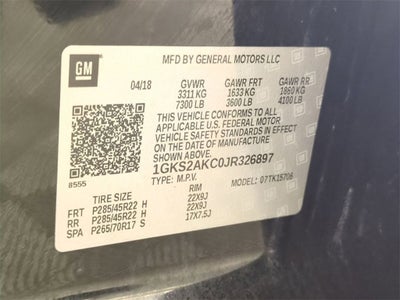 GM
MFD BY GENERAL MOTORS LLC
04/18 GVWR GAWR FRT GAWR RR
3311 KG 1633 KG 1860 KG
7300 LB 3600 LB 4100 LB
THIS VEHICLE CONFORMS TO ALL
APPLICABLE U.S. FEDERAL MOTOR
VEHICLE SAFETY STANDARDS IN EFFECT
ON THE DATE OF MANUFACTURE
1GKS2AKC0JR326897
8555
TYPE: M.P.V. MODEL: 07TK15706
TIRE SIZE RIM
FRT P285/45R22 H 22X9J
RR P285/45R22 H 22X9J
SPA P265/70R17 S 17X7.5J